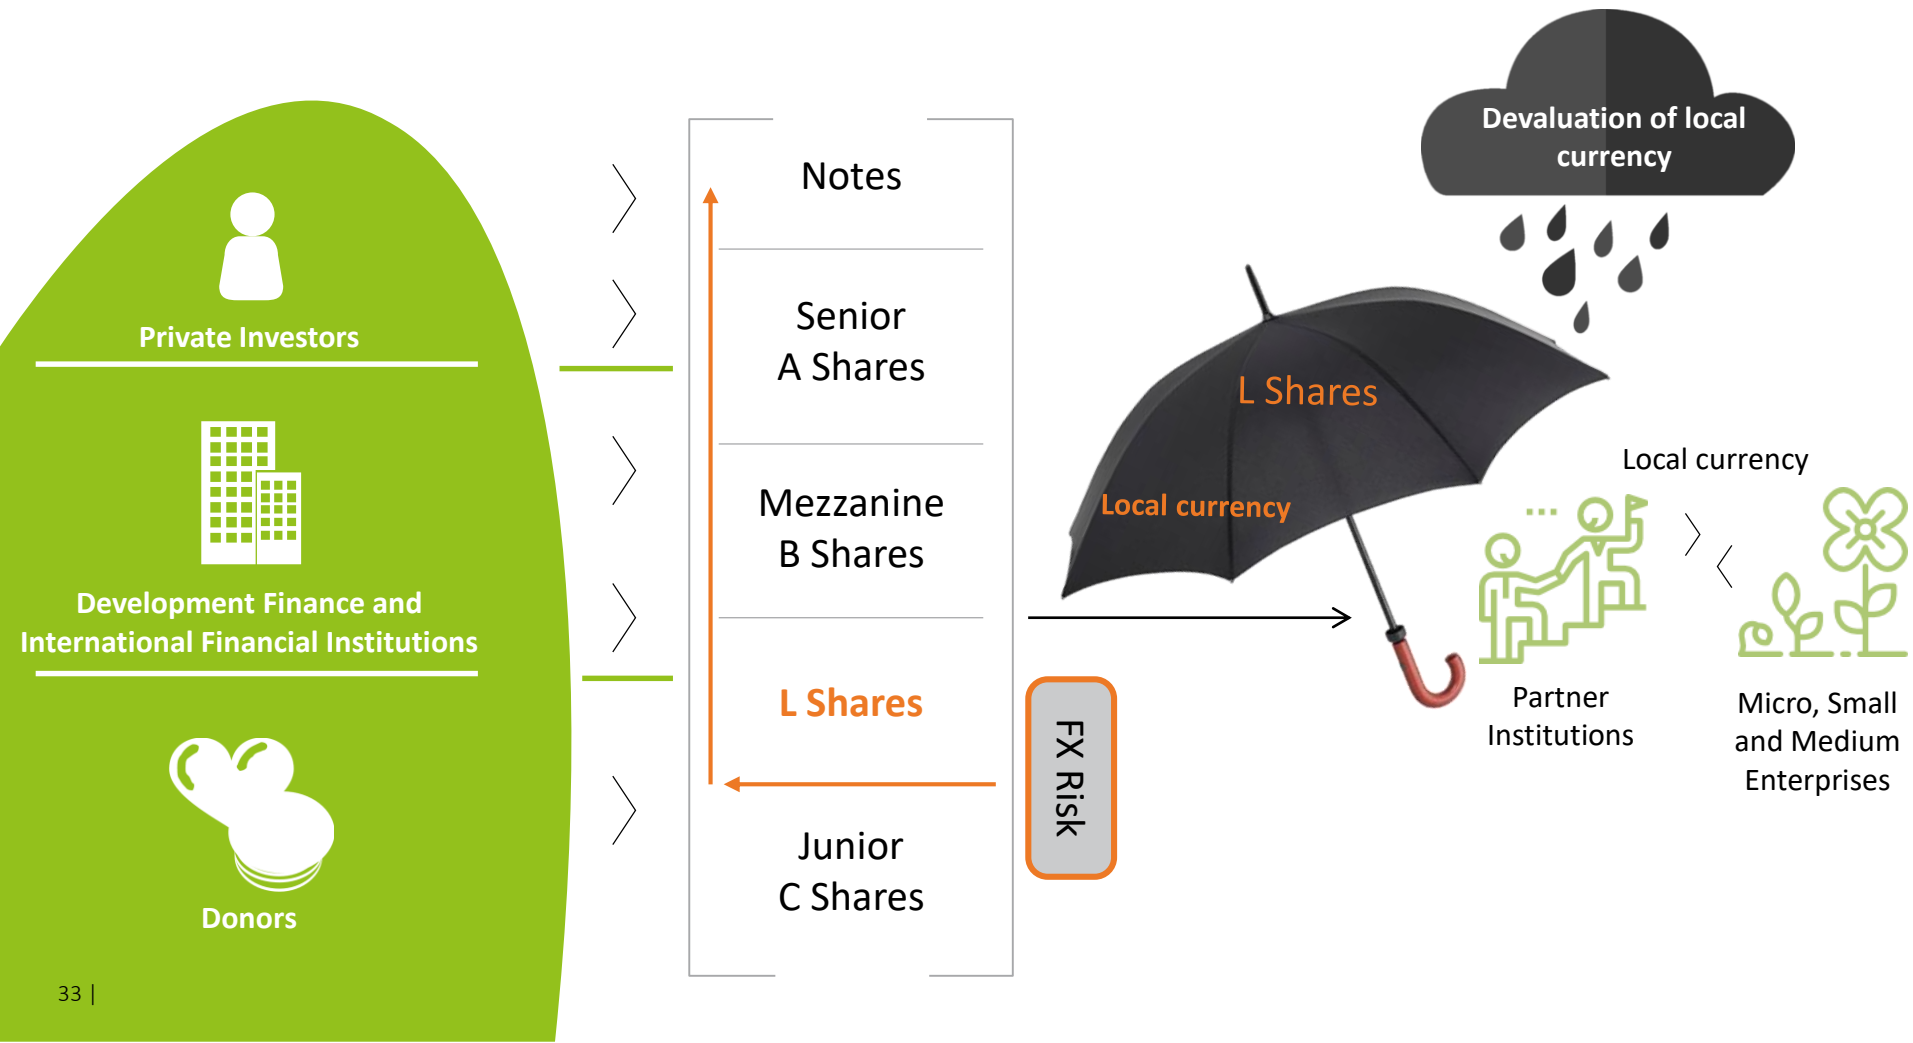 Private Investors
Development Finance and
International Financial Institutions
Donors
33 |
Notes
Senior
A Shares
Mezzanine
B Shares
L Shares
Junior
C Shares
FX Risk
Devaluation of local
currency
L Shares
Local currency
Local currency
Partner
Institutions
Micro, Small
and Medium
Enterprises